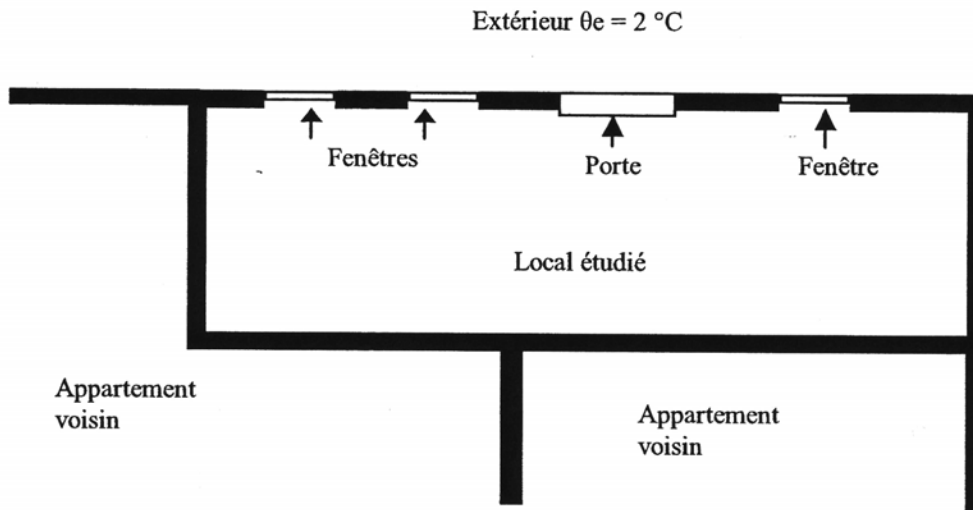 Extérieur θe = 2 °C
Fenêtres
Porte
Fenêtre
Local étudié
Appartement
voisin
Appartement
voisin